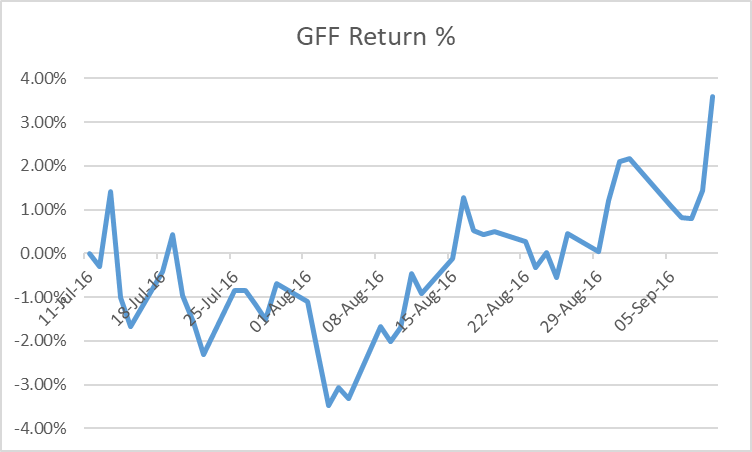 GFF Return %
4.00%
3.00%
2.00%
1.00%
0.00%
-1.00%
-2.00%
-3.00%
-4.00%
11-Jul-16
18-Jul-16
25-Jul-16
01-Aug-16
08-Aug-16
15-Aug-16
22-Aug-16
29-Aug-16
05-Sep-16